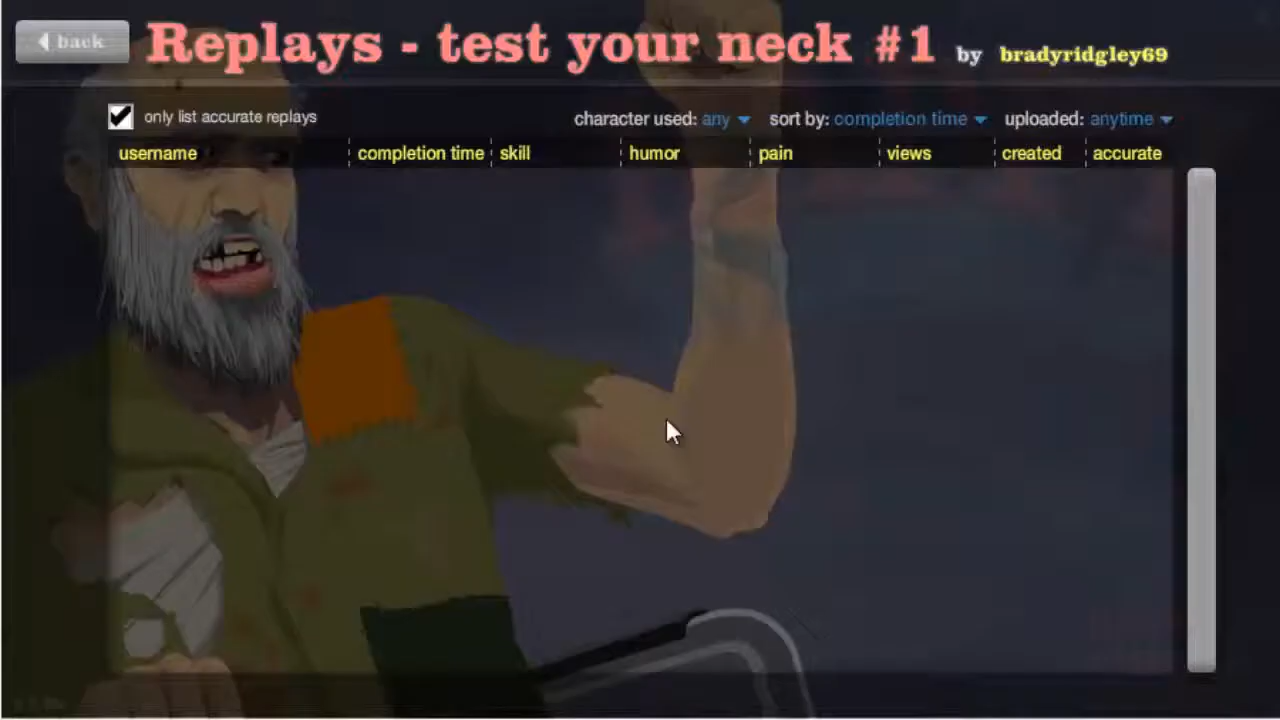 back
Replays - test your neck #1 by bradyridgley69
only list accurate replays
character used: any sort by: completion time uploaded: anytime
username completion time skill humor pain views created accurate